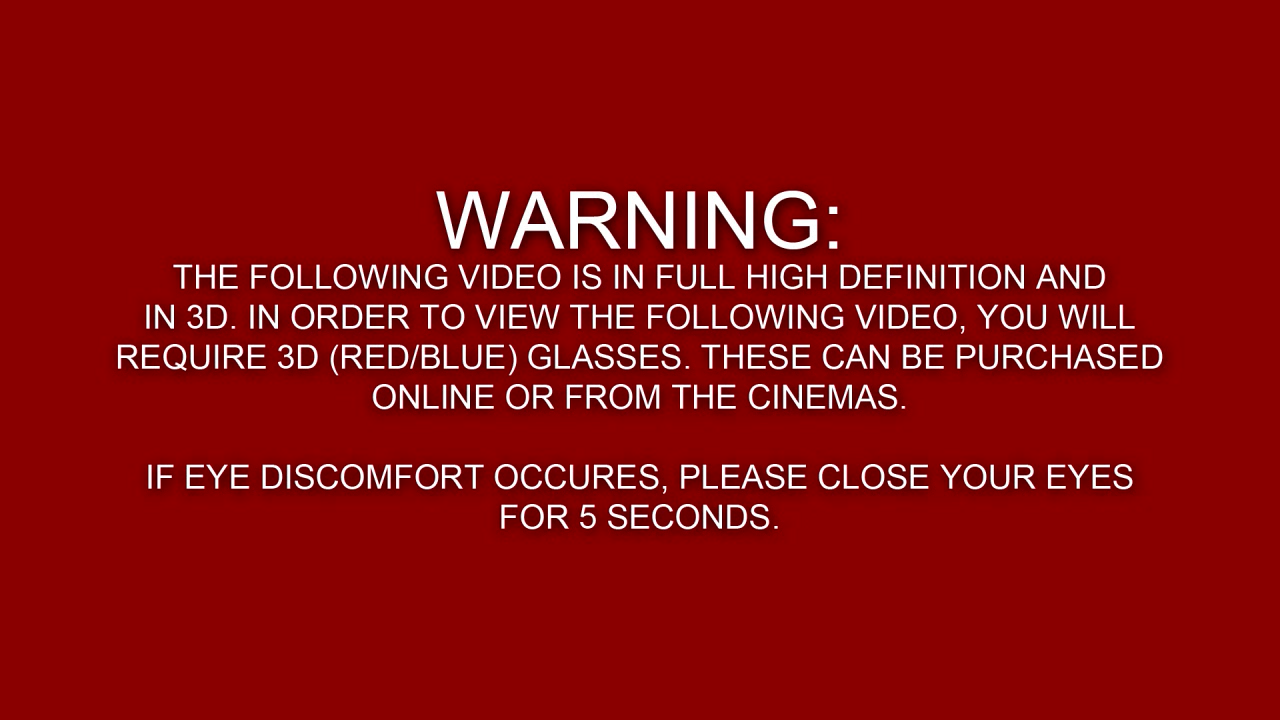 WARNING:
THE FOLLOWING VIDEO IS IN FULL HIGH DEFINITION AND
IN 3D. IN ORDER TO VIEW THE FOLLOWING VIDEO, YOU WILL
REQUIRE 3D (RED/BLUE) GLASSES. THESE CAN BE PURCHASED
ONLINE OR FROM THE CINEMAS.
IF EYE DISCOMFORT OCCURES, PLEASE CLOSE YOUR EYES
FOR 5 SECONDS.